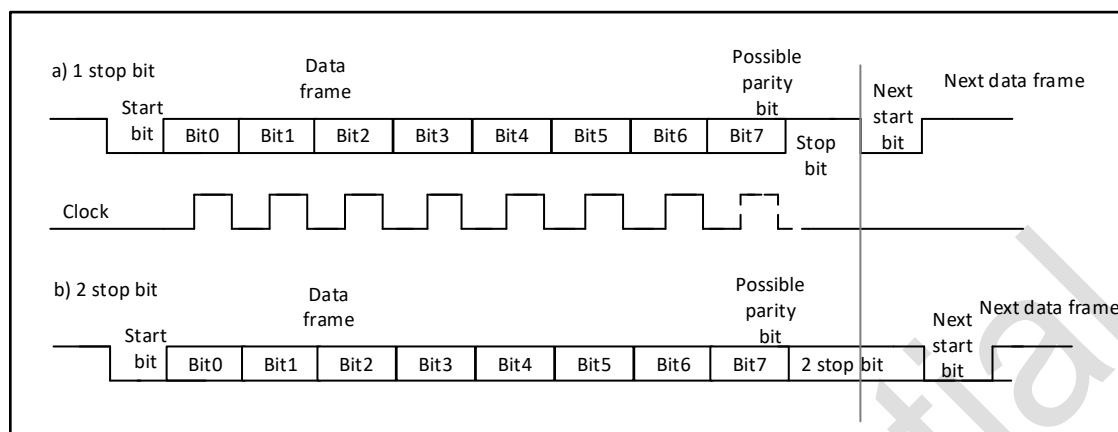 a) 1 stop bit
Data
frame
Possible
parity
bit
Next data frame
Start
bit
Next
start
bit
Bit0 Bit1 Bit2 Bit3 Bit4 Bit5 Bit6 Bit7
Stop
bit
Clock
b) 2 stop bit
Data
frame
Possible
parity
bit
Next data frame
Start
bit
Next
start
bit
Bit0 Bit1 Bit2 Bit3 Bit4 Bit5 Bit6 Bit7 2 stop bit
tial